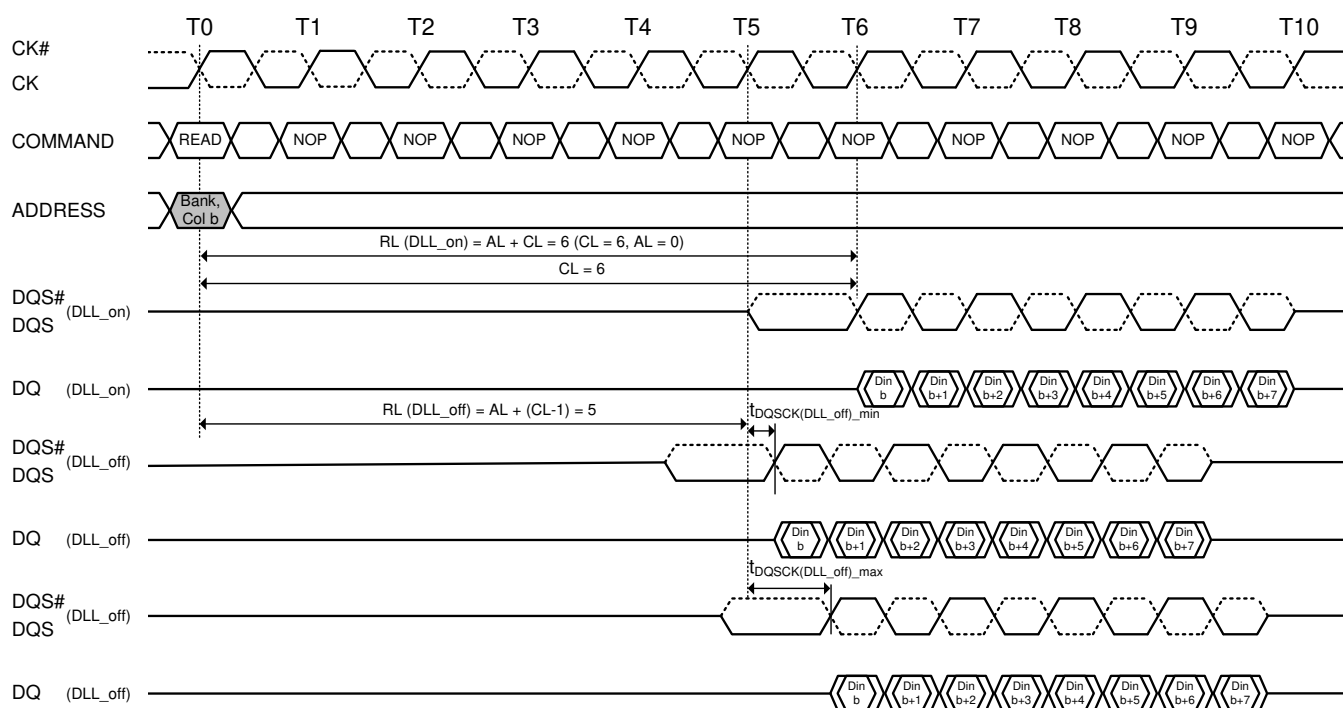 T0 T1 T2 T3 T4 T5 T6 T7 T8 T9 T10
CK#
CK
COMMAND READ NOP NOP NOP NOP NOP NOP NOP NOP NOP NOP
ADDRESS Bank,
Col b
RL (DLL_on) = AL + CL = 6 (CL = 6, AL = 0)
CL = 6
DQS# (DLL_on)
DQS
DQ (DLL_on) Din Din Din Din Din Din Din Din
b b+1 b+2 b+3 b+4 b+5 b+6 b+7
RL (DLL_off) = AL + (CL-1) = 5 tDQSCK(DLL_off)_min
DQS# (DLL_off)
DQS
DQ (DLL_off) Din Din Din Din Din Din Din Din
b b+1 b+2 b+3 b+4 b+5 b+6 b+7
tDQSCK(DLL_off)_max
DQS# (DLL_off)
DQS
DQ (DLL_off) Din Din Din Din Din Din Din Din
b b+1 b+2 b+3 b+4 b+5 b+6 b+7